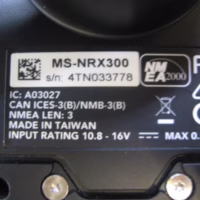 MS-NRX300
s/n: 4TN033778
NMEA 2000
IC: A03027
CAN ICES-3(B)/NMB-3(B)
NMEA LEN: 3
MADE IN TAIWAN
INPUT RATING 10.8 - 16V
MAX 0.